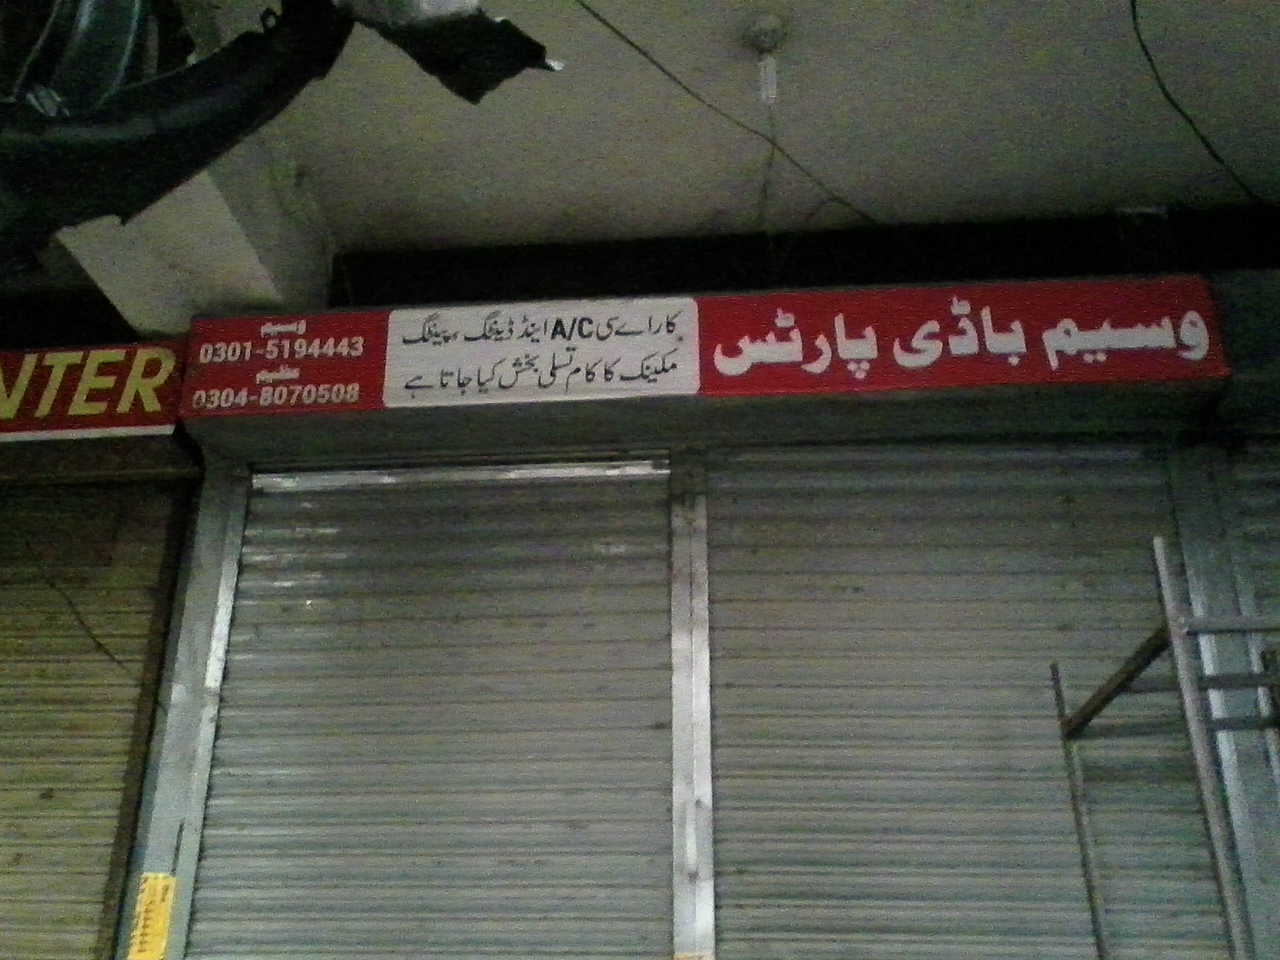 وسیم باڈی پارٹس
کار اے سی A/C اینڈ ڈینٹنگ، پینٹنگ
مکینک کا کام تسلی بخش کیا جاتا ہے
وسیم
0301-5194443
عظیم
0304-8070508
NTER